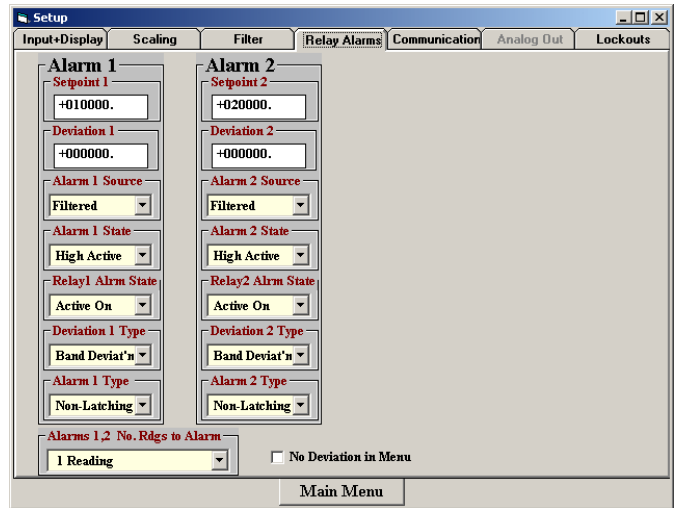 Setup
Input+Display Scaling Filter Relay Alarms Communication Analog Out Lockouts
Alarm 1 Alarm 2
Setpoint 1 Setpoint 2
+010000. +020000.
Deviation 1 Deviation 2
+000000. +000000.
Alarm 1 Source Alarm 2 Source
Filtered Filtered
Alarm 1 State Alarm 2 State
High Active High Active
Relay1 Alrm State Relay2 Alrm State
Active On Active On
Deviation 1 Type Deviation 2 Type
Band Deviat'n Band Deviat'n
Alarm 1 Type Alarm 2 Type
Non-Latching Non-Latching
Alarms 1,2 No. Rdgs to Alarm
1 Reading No Deviation in Menu
Main Menu